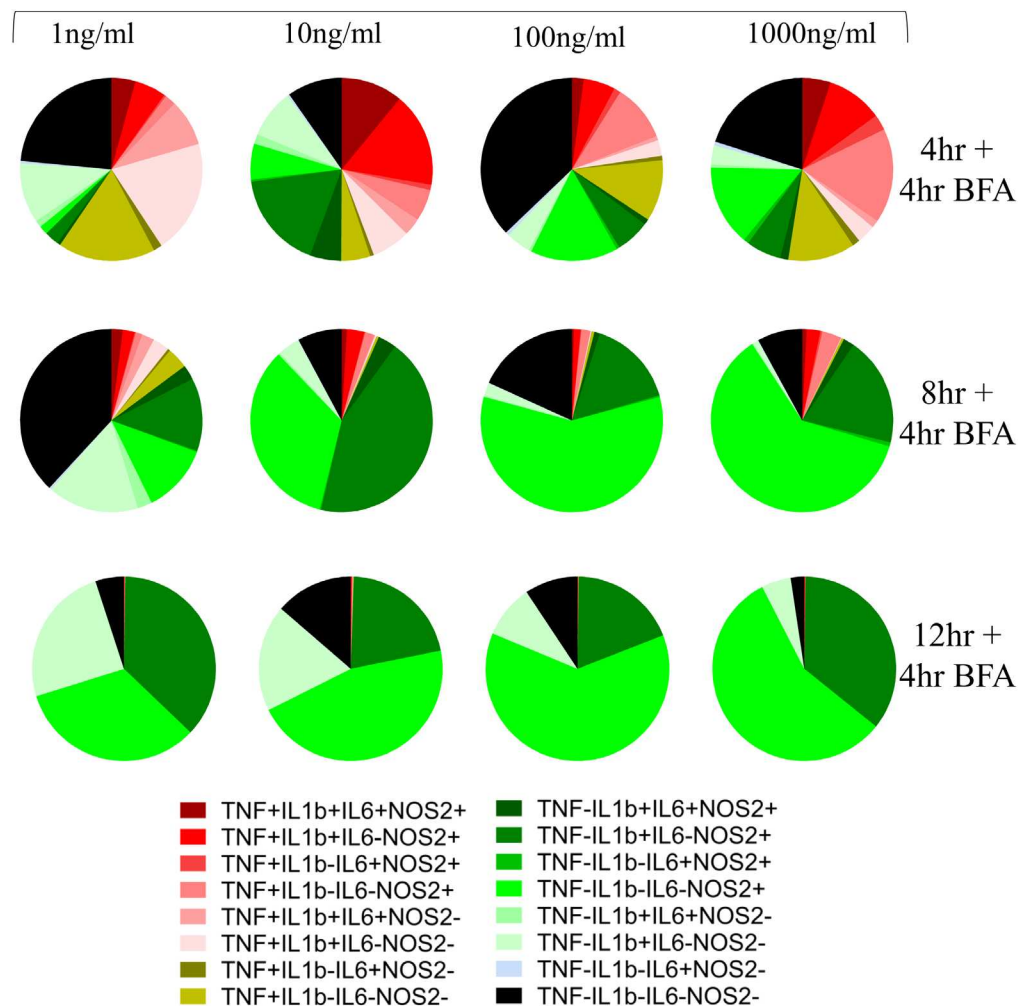 1ng/ml 10ng/ml 100ng/ml 1000ng/ml
4hr +
4hr BFA
8hr +
4hr BFA
12hr +
4hr BFA
TNF+IL1b+IL6+NOS2+
TNF+IL1b+IL6-NOS2+
TNF+IL1b-IL6+NOS2+
TNF+IL1b-IL6-NOS2+
TNF+IL1b+IL6+NOS2-
TNF+IL1b+IL6-NOS2-
TNF+IL1b-IL6+NOS2-
TNF+IL1b-IL6-NOS2-
TNF-IL1b+IL6+NOS2+
TNF-IL1b+IL6-NOS2+
TNF-IL1b-IL6+NOS2+
TNF-IL1b-IL6-NOS2+
TNF-IL1b+IL6+NOS2-
TNF-IL1b+IL6-NOS2-
TNF-IL1b-IL6+NOS2-
TNF-IL1b-IL6-NOS2-